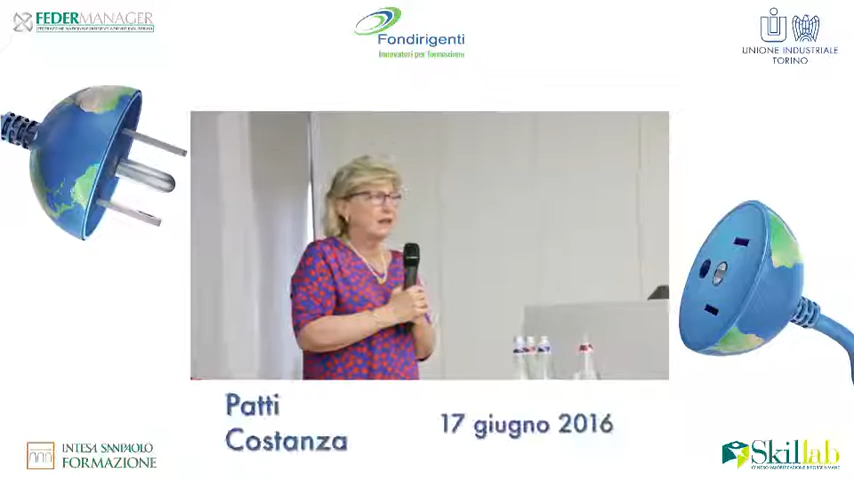 FEDERMANAGER
Fondirigenti
Innovatori per formazione
UNIONE INDUSTRIALE
TORINO
Patti
Costanza
17 giugno 2016
INTESA SANPAOLO
FORMAZIONE
Skillab